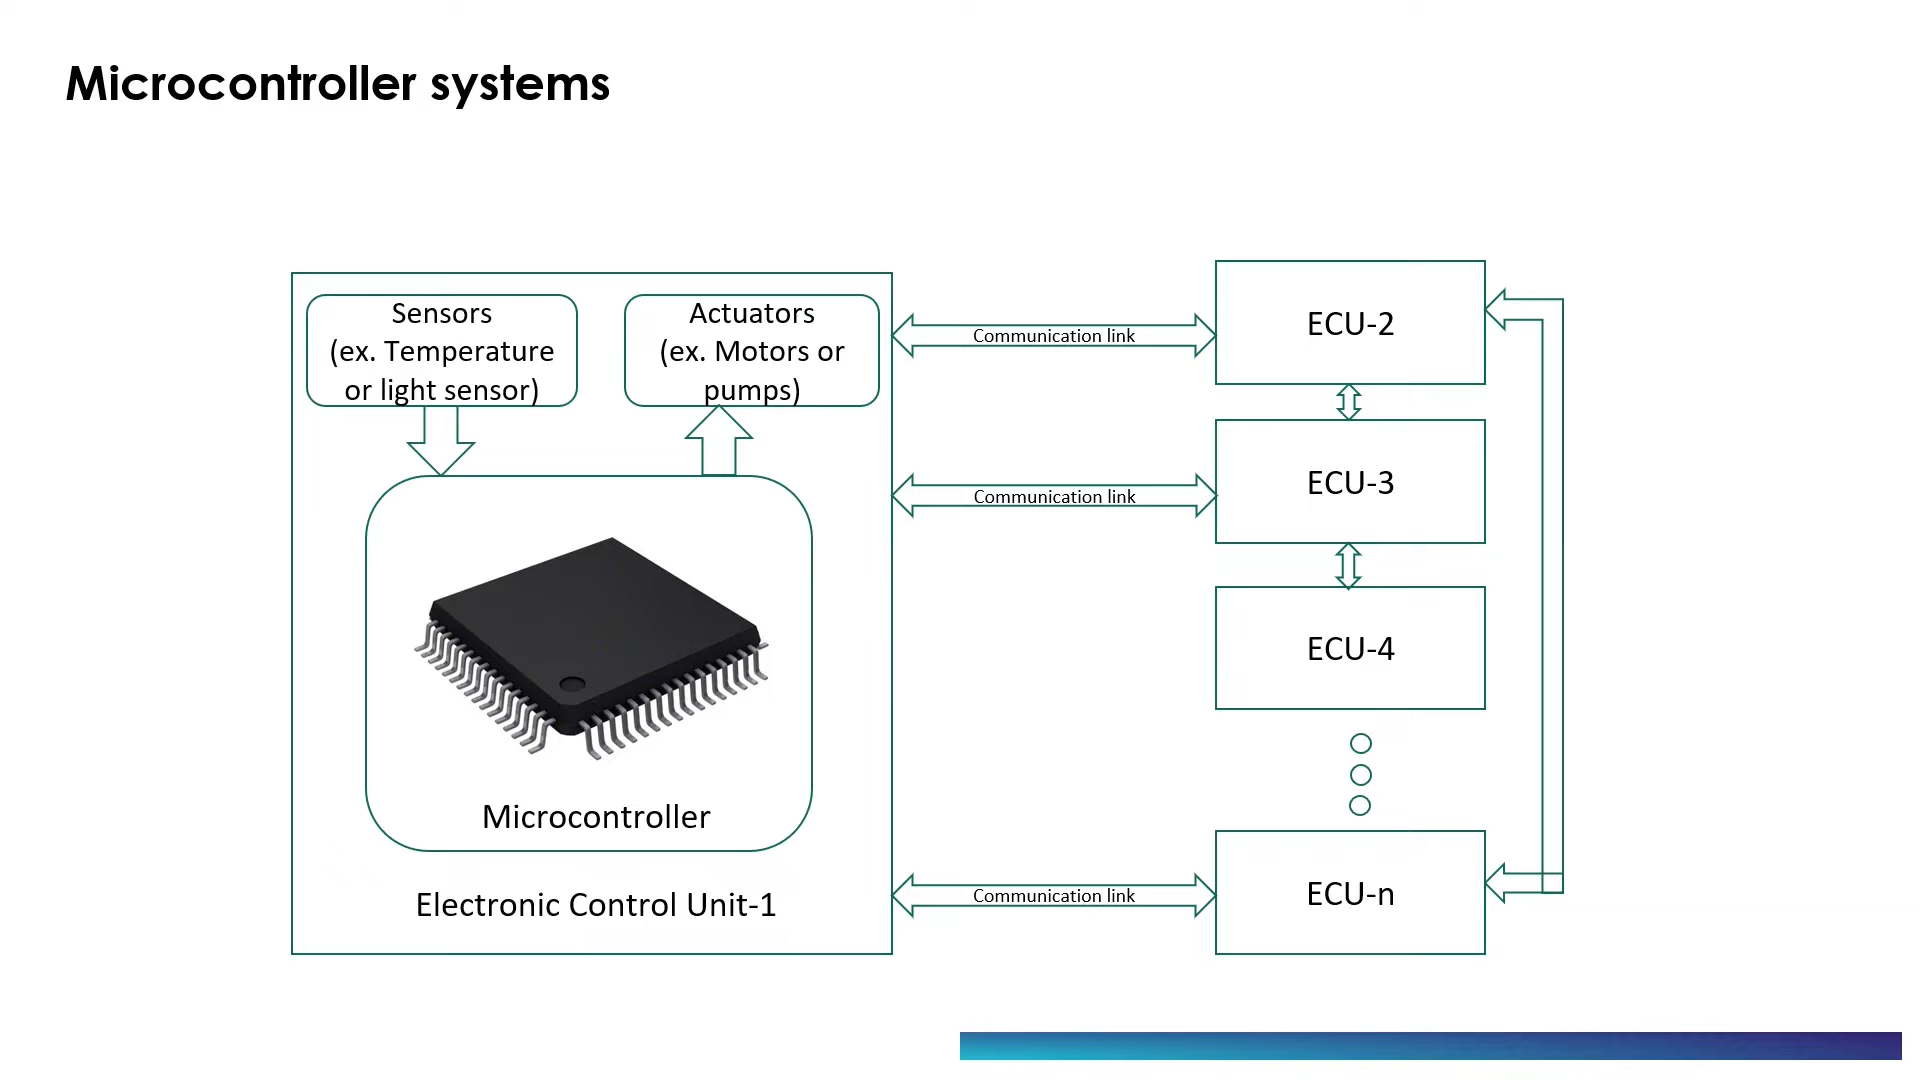 Microcontroller systems
Sensors
(ex. Temperature
or light sensor)
Actuators
(ex. Motors or
pumps)
Microcontroller
Electronic Control Unit-1
Communication link
Communication link
Communication link
ECU-2
ECU-3
ECU-4
ECU-n